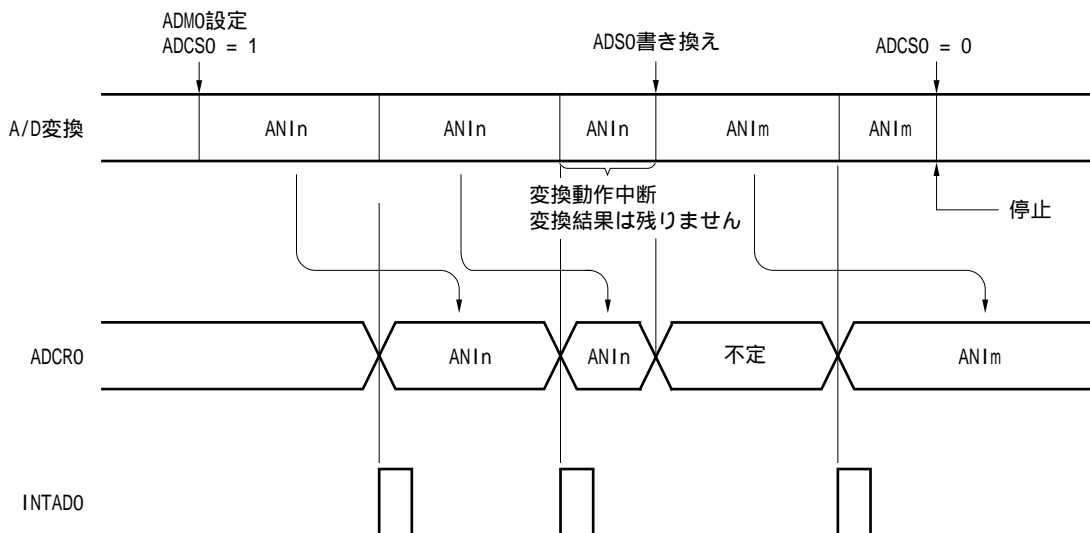 ADM0設定
ADCS0 = 1
ADS0書き換え
ADCS0 = 0
A/D変換
ANIn
ANIn
ANIn
ANIm
ANIm
変換動作中断
変換結果は残りません
停止
ADCR0
ANIn
ANIn
不定
ANIm
INTAD0